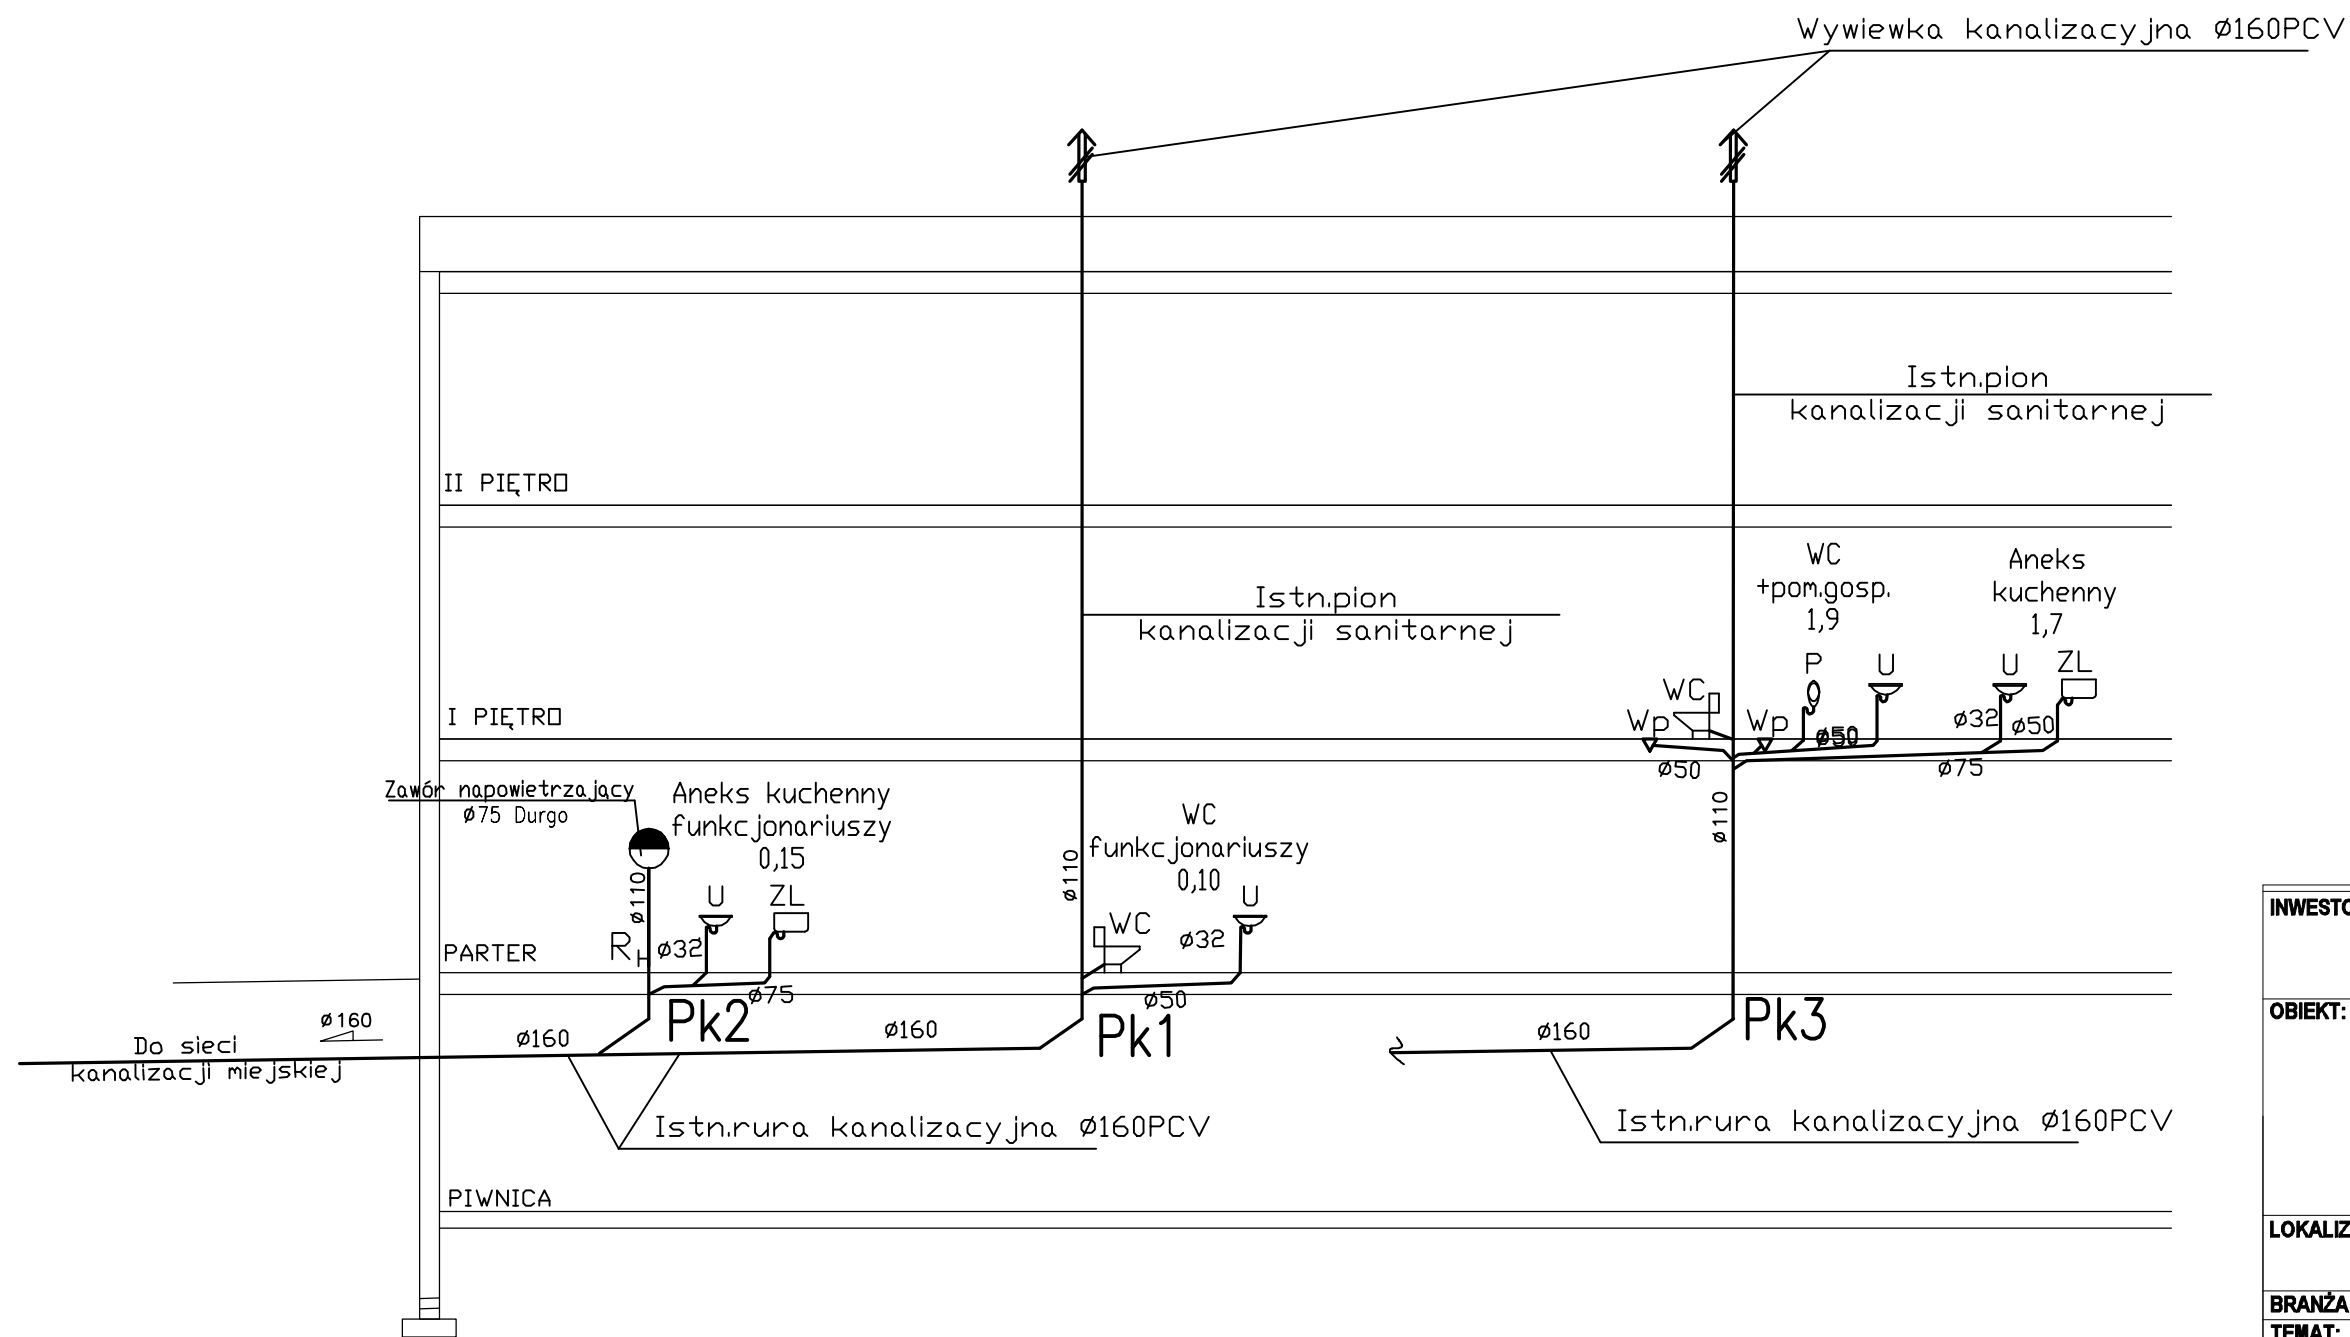 Wywiewka kanalizacyjna Ø160PCV
Istn.pion
kanalizacji sanitarnej
II PIĘTRO
Istn.pion
kanalizacji sanitarnej
WC
+pom.gosp.
1,9
Aneks
kuchenny
1,7
P
U
U
ZL
WC
Wp
Wp
ø50
ø32
ø50
ø50
ø75
ø110
I PIĘTRO
Zawór napowietrzający
ø75 Durgo
Aneks kuchenny
funkcjonariuszy
0,15
U
ZL
ø110
R
ø32
ø75
WC
funkcjonariuszy
0,10
U
WC
ø110
ø32
ø50
PARTER
Pk2
Pk1
Pk3
ø160
ø160
ø160
ø160
Do sieci
kanalizacji miejskiej
Istn.rura kanalizacyjna Ø160PCV
Istn.rura kanalizacyjna Ø160PCV
PIWNICA
OBIEKT:
BRANŻA
TEMAT: